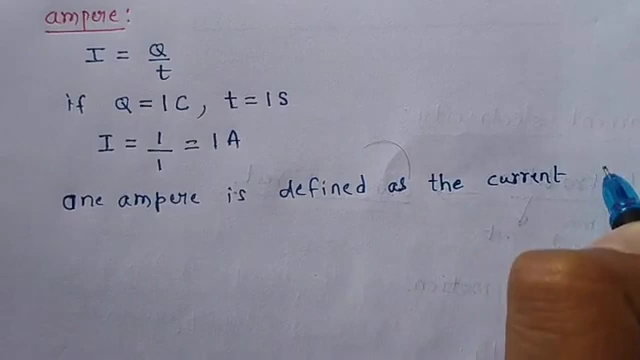 ampere:
I = Q/t
if Q = 1C, t = 1S
I = 1/1 = 1A
One ampere is defined as the current